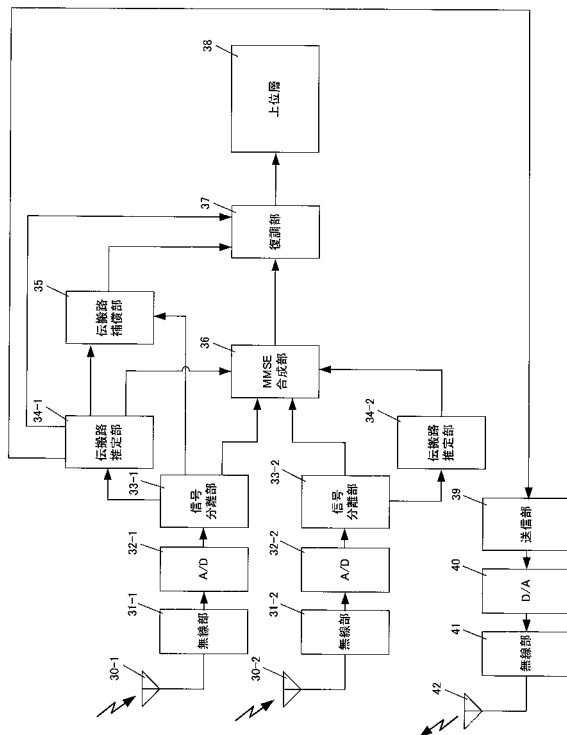 30-1
31-1
無線部
32-1
A/D
33-1
信号
分離部
34-1
伝搬路
推定部
35
伝搬路
補償部
36
MMSE
合成部
37
復調部
38
上位層
30-2
31-2
無線部
32-2
A/D
33-2
信号
分離部
34-2
伝搬路
推定部
39
送信部
40
D/A
41
無線部
42